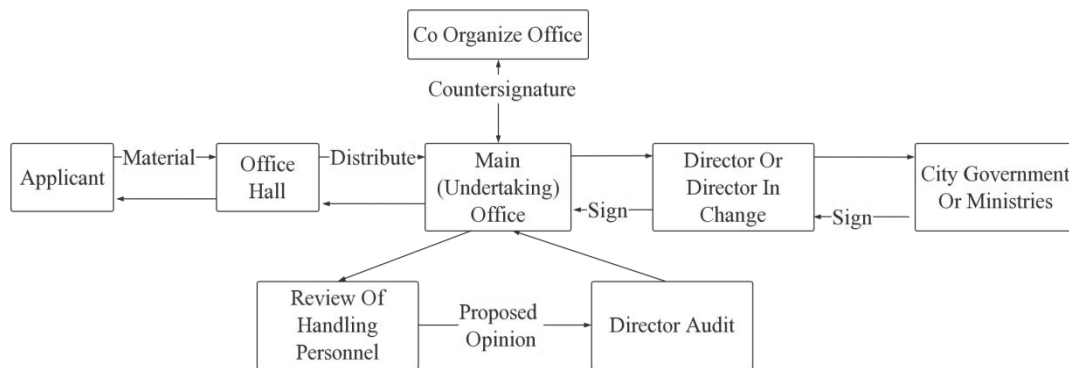 Co Organize Office
Countersignature
Applicant
Material
Office
Hall
Distribute
Main
(Undertaking)
Office
Director Or
Director In
Change
Sign
City Government
Or Ministries
Sign
Review Of
Handling
Personnel
Proposed
Opinion
Director Audit